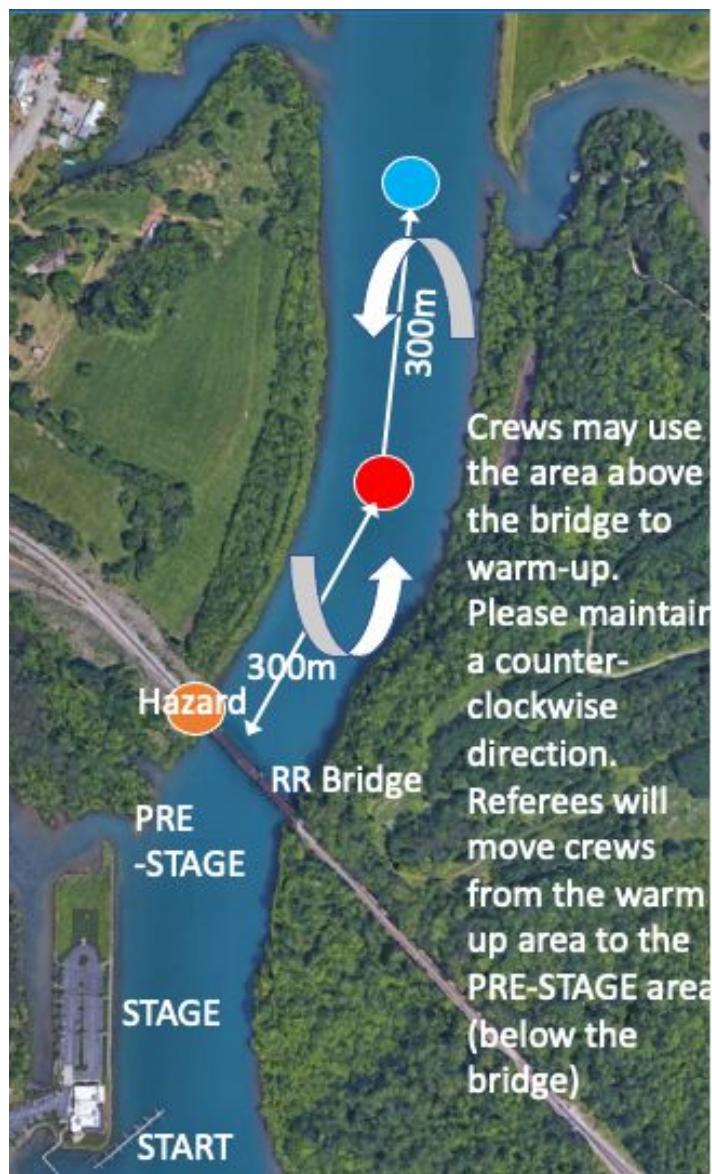 300m
Crews may use
the area above
the bridge to
warm-up.
Please maintain
a counter-
clockwise
direction.
Referees will
move crews
from the warm
up area to the
PRE-STAGE area
(below the
bridge)
300m
Hazard
RR Bridge
PRE
-STAGE
STAGE
START